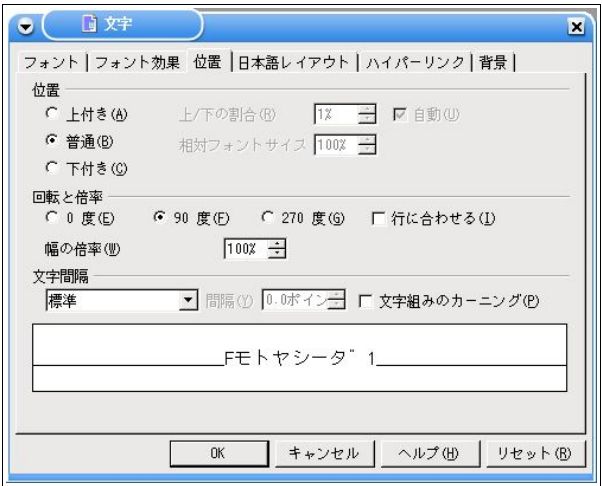 文字
フォント フォント効果 位置 日本語レイアウト ハイパーリンク 背景
位置
上付き(A) 上/下の割合(R) 1% 自動(U)
普通(B) 相対フォントサイズ 100%
下付き(C)
回転と倍率
0 度(E) 90 度(F) 270 度(G) 行に合わせる(I)
幅の倍率(W) 100%
文字間隔
標準 間隔(Y) 0.0ポイン 文字組みのカーニング(P)
Fモトヤシーダ 1
OK キャンセル ヘルプ(H) リセット(R)